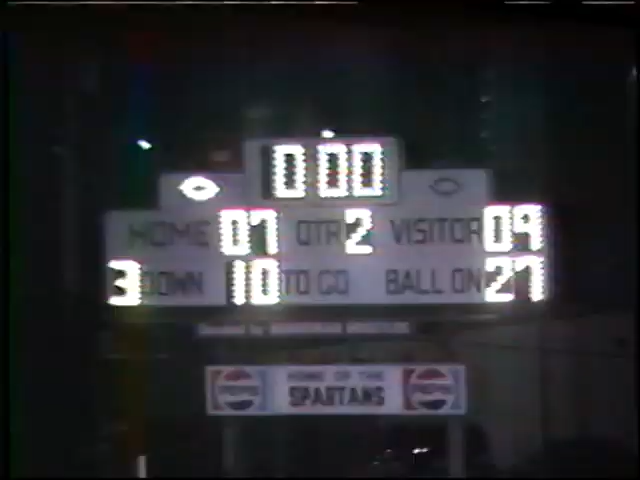 0 00
HOME 07 QTR 2 VISITOR 09
3 DOWN 10 TO GO BALL ON 27
HOME OF THE
PEPSI SPARTANS PEPSI